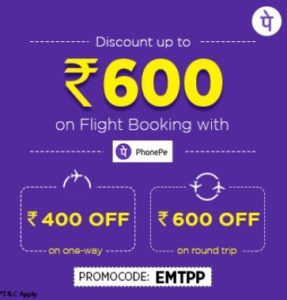 पे
Discount up to
₹600
on Flight Booking with
पे PhonePe
₹ 400 OFF
on one-way
₹ 600 OFF
on round trip
PROMOCODE: EMTPP
*T & C Apply